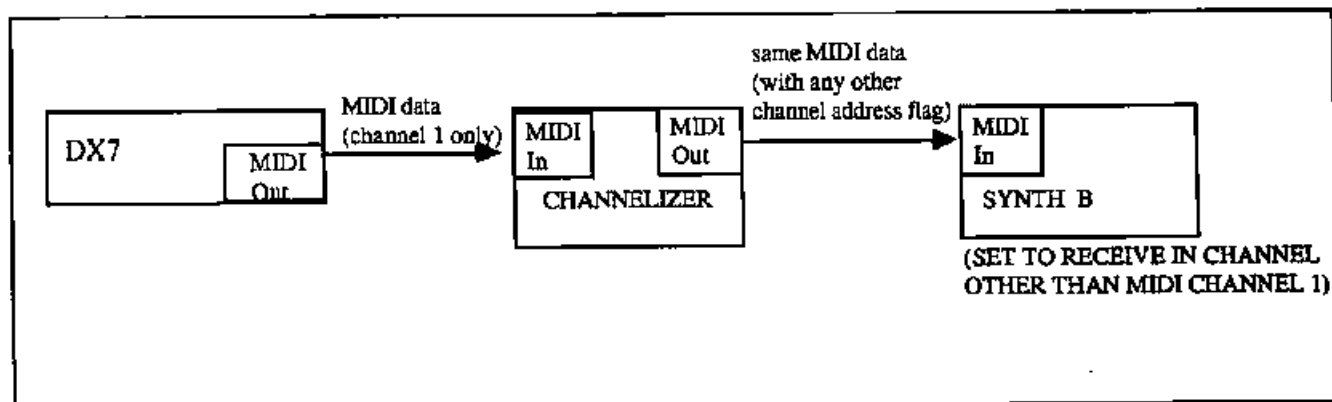 DX7
MIDI
Out
MIDI data
(channel 1 only)
MIDI
In
MIDI
Out
CHANNELIZER
same MIDI data
(with any other
channel address flag)
MIDI
In
SYNTH B
(SET TO RECEIVE IN CHANNEL
OTHER THAN MIDI CHANNEL 1)